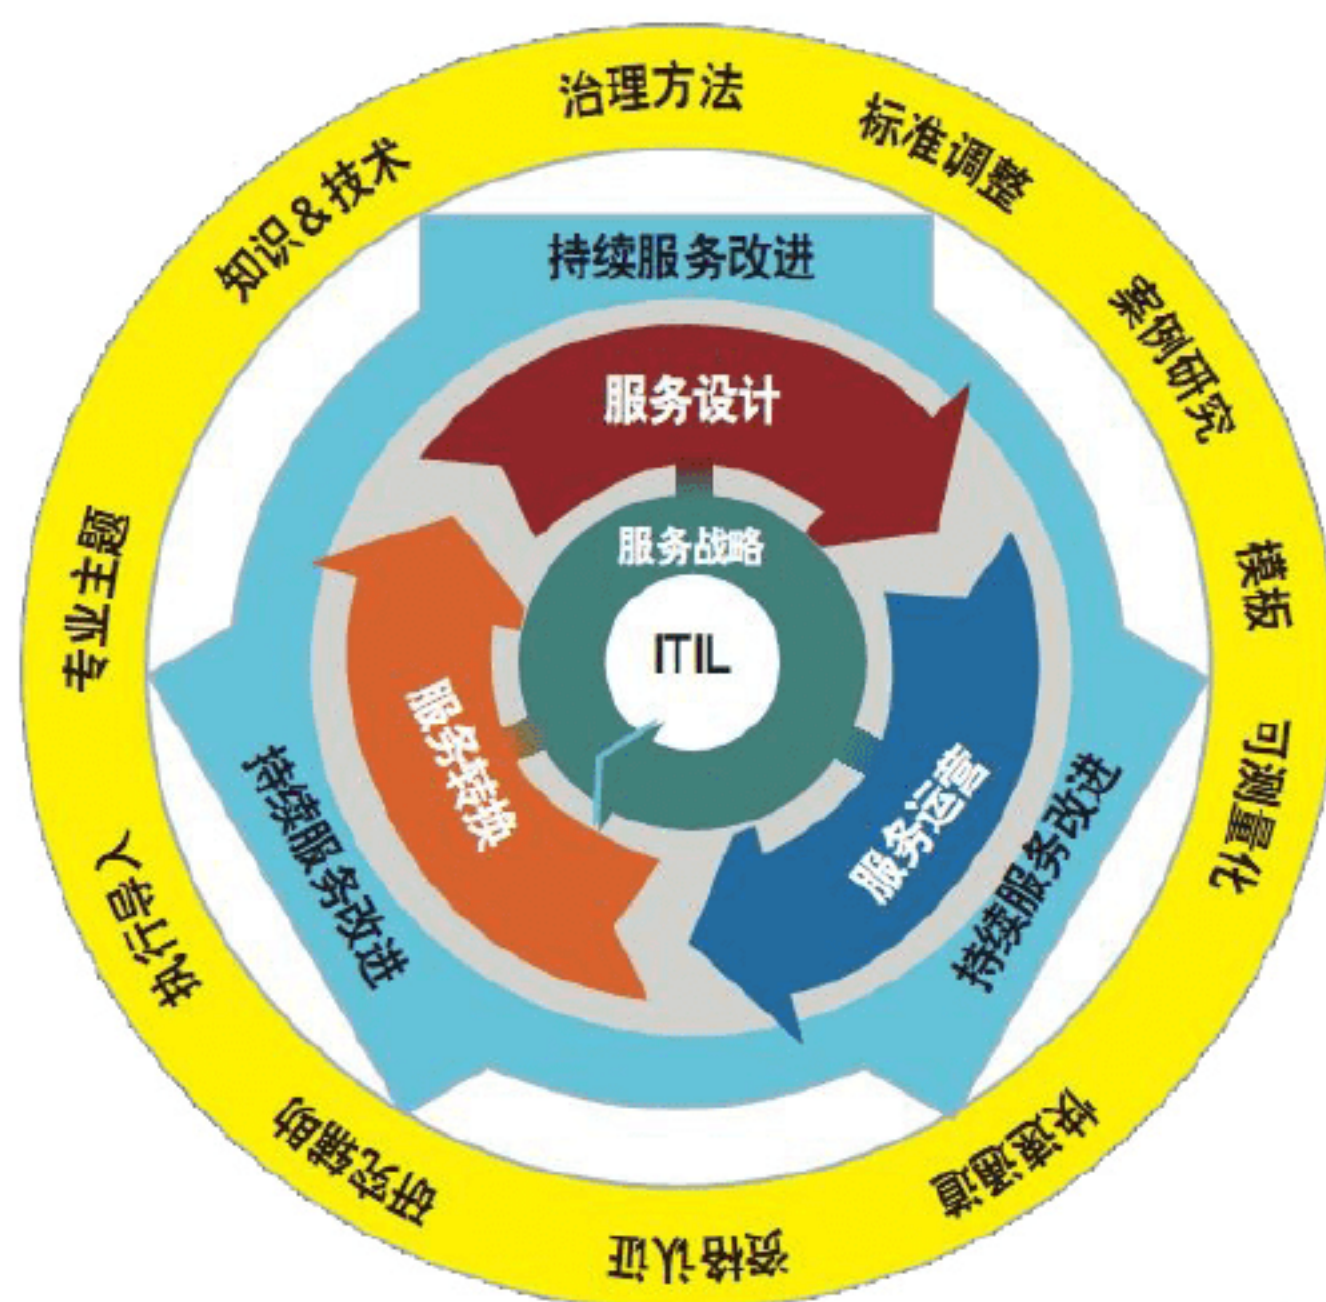 治理方法
标准调整
案例研究
模板
可测量化
快速通道
资格认证
研究辅助
执行导入
专业主题
知识&技术
持续服务改进
持续服务改进
持续服务改进
服务设计
服务运营
服务转换
服务战略
ITIL